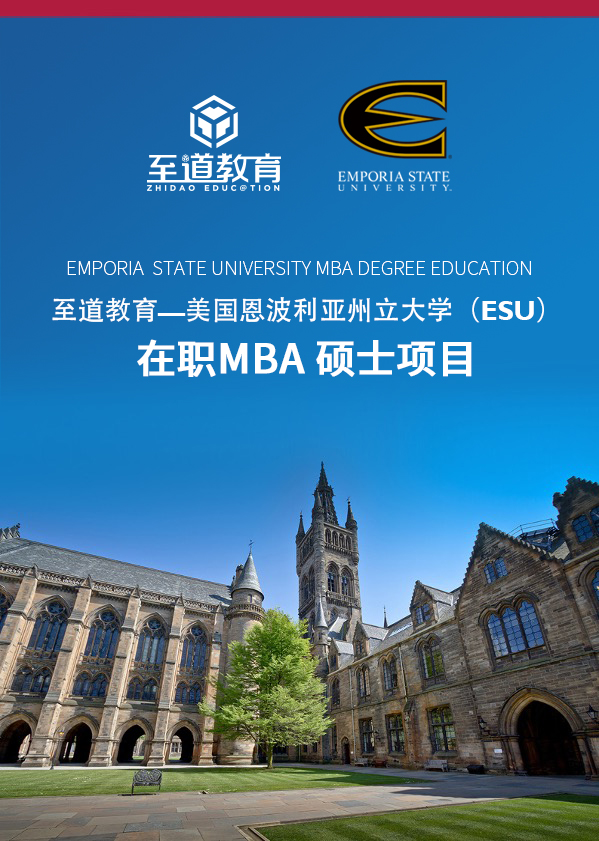 至道教育
ZHIDAO EDUC@TION
EMPORIA STATE
UNIVERSITY.
EMPORIA STATE UNIVERSITY MBA DEGREE EDUCATION
至道教育—美国恩波利亚州立大学（ESU）
在职MBA 硕士项目